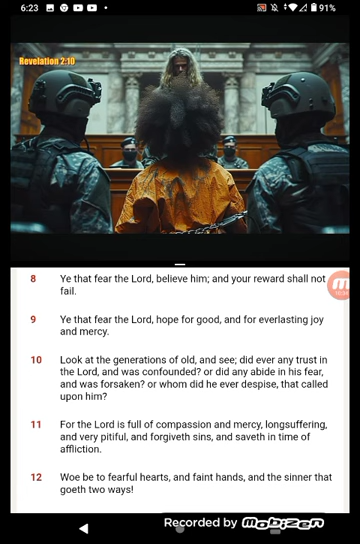 6:23
91%
Revelation 2:10
8 Ye that fear the Lord, believe him; and your reward shall not
fail.
9 Ye that fear the Lord, hope for good, and for everlasting joy
and mercy.
10 Look at the generations of old, and see; did ever any trust in
the Lord, and was confounded? or did any abide in his fear,
and was forsaken? or whom did he ever despise, that called
upon him?
11 For the Lord is full of compassion and mercy, longsuffering,
and very pitiful, and forgiveth sins, and saveth in time of
affliction.
12 Woe be to fearful hearts, and faint hands, and the sinner that
goeth two ways!
Recorded by Mobizen